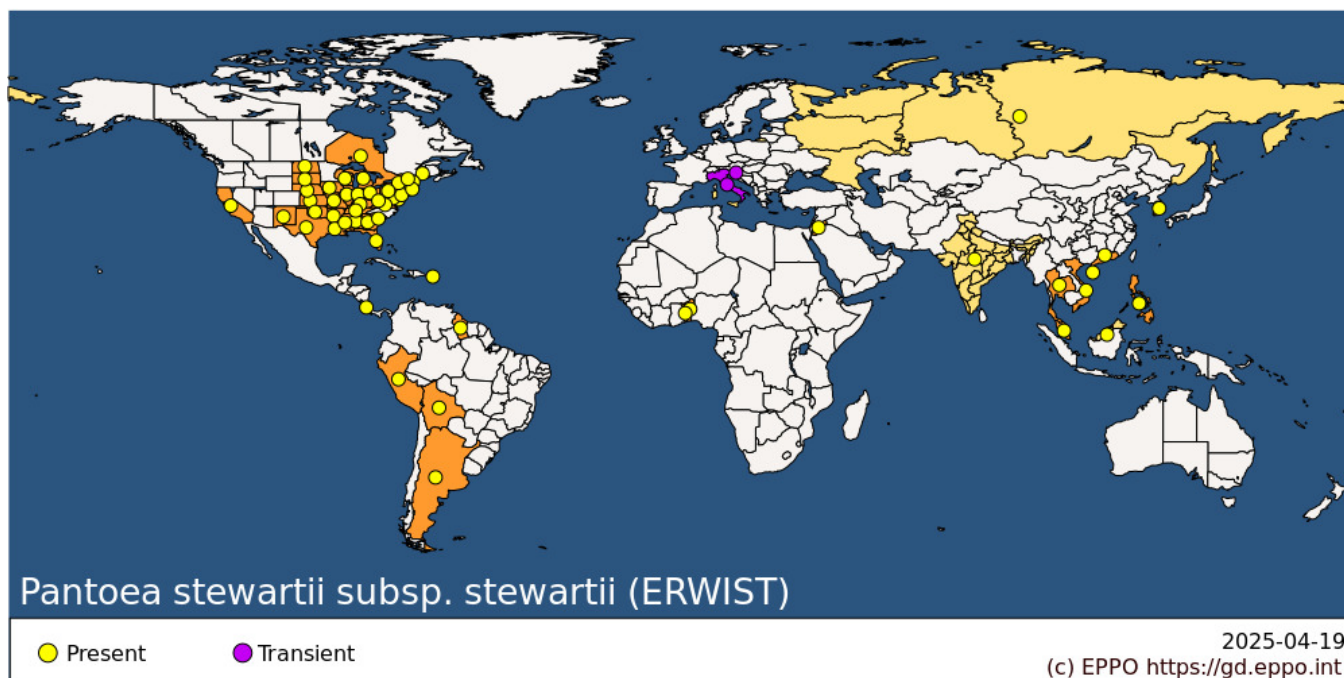 Pantoea stewartii subsp. stewartii (ERWIST)
Present
Transient
2025-04-19
(c) EPPO https://gd.eppo.int